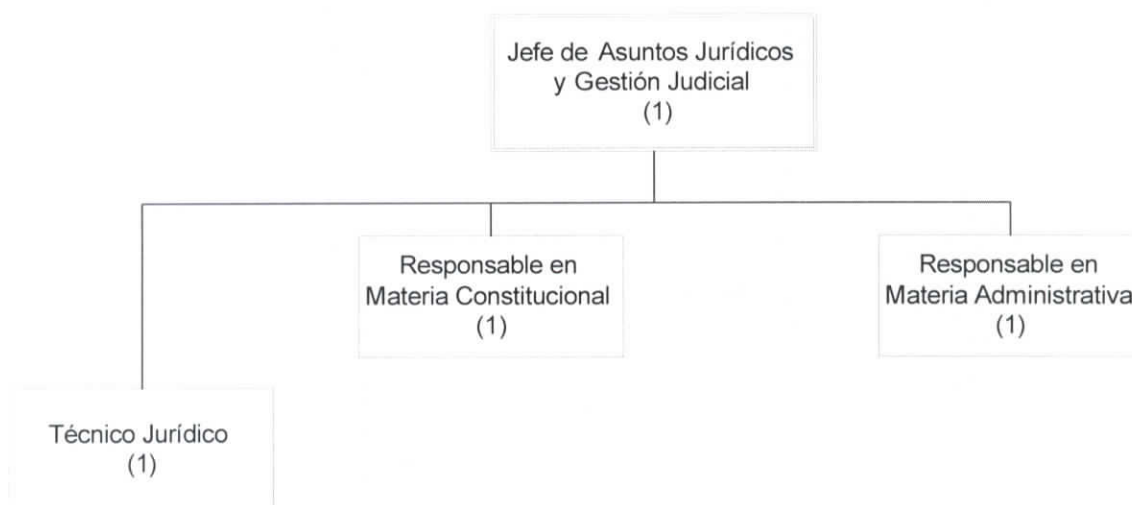 Jefe de Asuntos Jurídicos
y Gestión Judicial
(1)
Responsable en
Materia Constitucional
(1)
Responsable en
Materia Administrativa
(1)
Técnico Jurídico
(1)